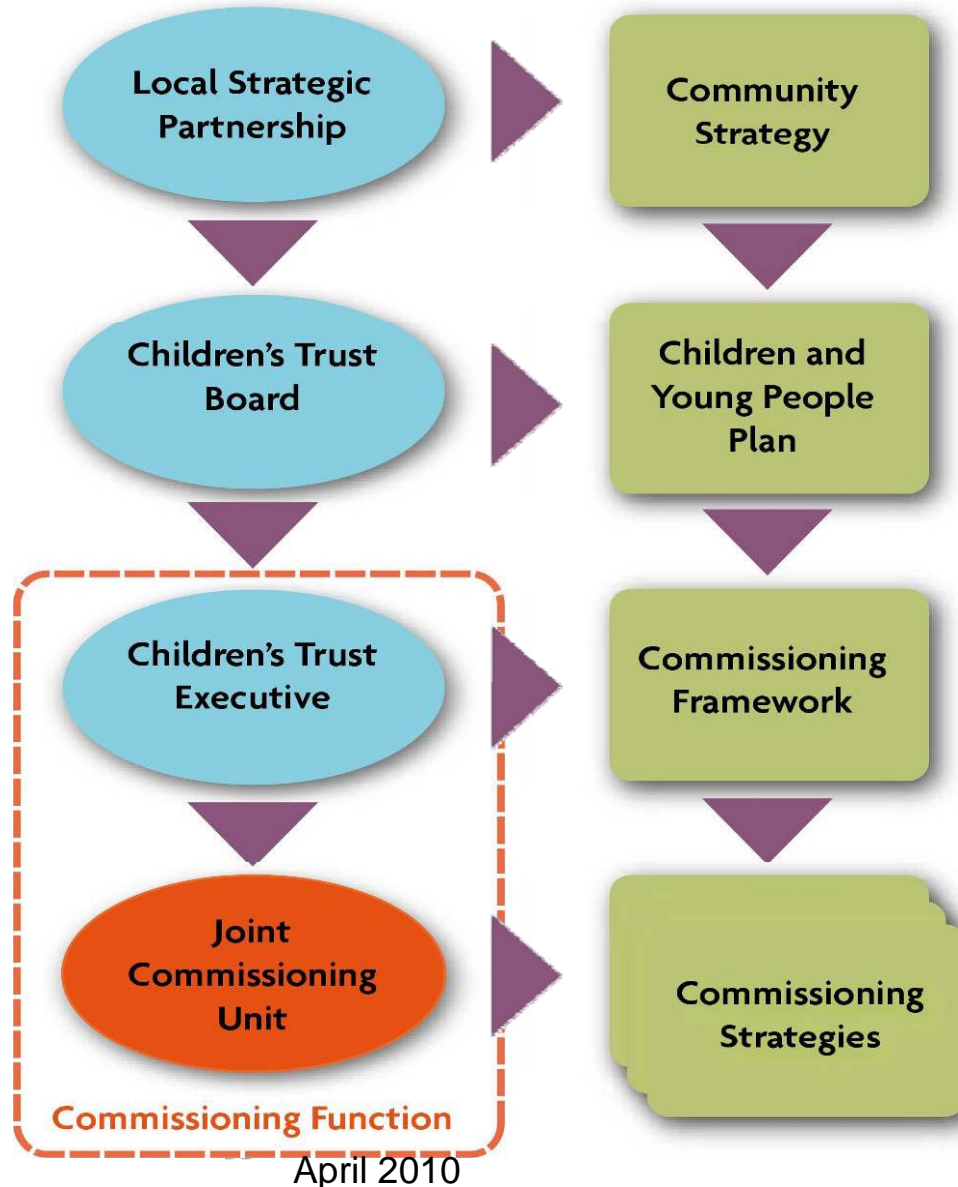 Local Strategic
Partnership
Community
Strategy
Children's Trust
Board
Children and
Young People
Plan
Children's Trust
Executive
Commissioning
Framework
Joint
Commissioning
Unit
Commissioning
Strategies
Commissioning Function
April 2010